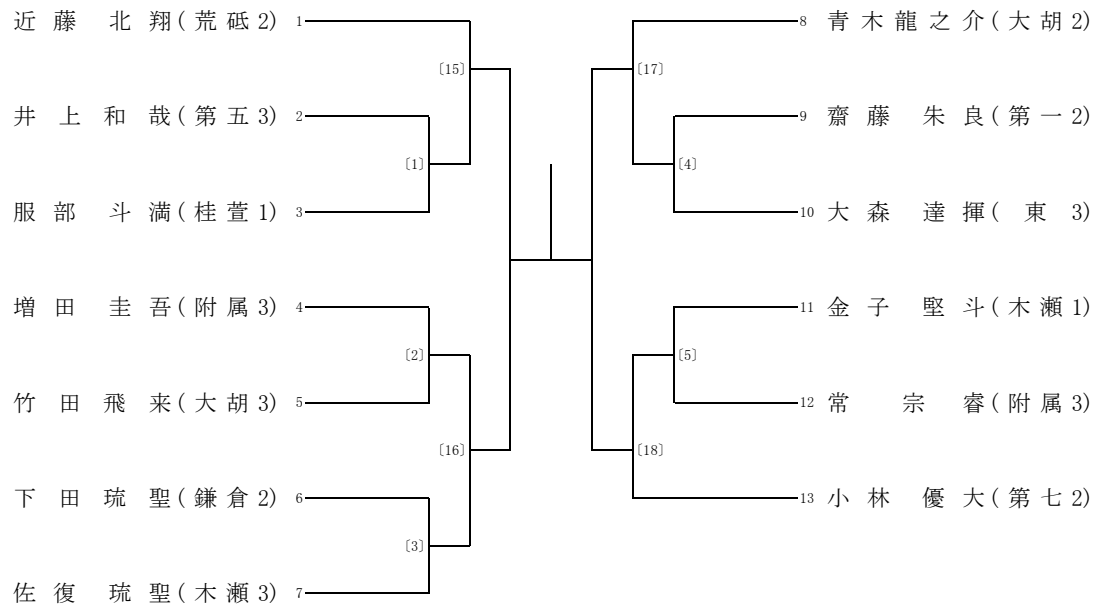 近藤 北翔(荒砥2) 1
〔15〕
井上和哉(第五3) 2
〔1〕
服部 斗満(桂萱1) 3
増田 圭吾(附属3) 4
〔2〕
竹田飛来(大胡3) 5
〔16〕
下田琉聖(鎌倉2) 6
〔3〕
佐復 琉聖(木瀬3) 7
8 青木龍之介(大胡2)
〔17〕
9 齋藤 朱良(第一2)
〔4〕
10 大森 達揮(東 3)
11 金子 堅斗(木瀬1)
〔5〕
12 常 宗 睿(附属3)
〔18〕
13 小林 優大(第七2)